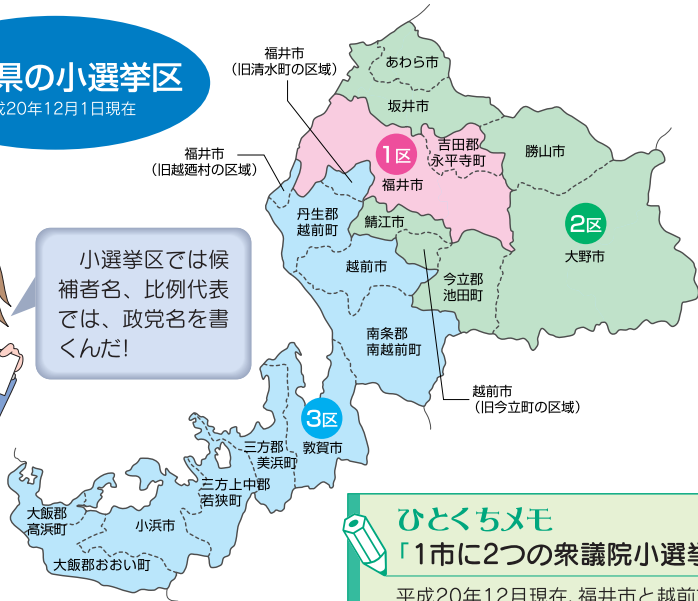 県の小選挙区
成20年12月1日現在
福井市
（旧清水町の区域）
あわら市
坂井市
福井市
（旧越廼村の区域）
1区
福井市
吉田郡
永平寺町
勝山市
2区
大野市
丹生郡
越前町
鯖江市
越前市
今立郡
池田町
南条郡
南越前町
越前市
（旧今立町の区域）
小選挙区では候
補者名、比例代表
では、政党名を書
くんだ!
3区
敦賀市
三方郡
美浜町
三方上中郡
若狭町
大飯郡
高浜町
小浜市
大飯郡おおい町
ひとくちメモ
「1市に2つの衆議院小選挙
平成20年12月現在、福井市と越前